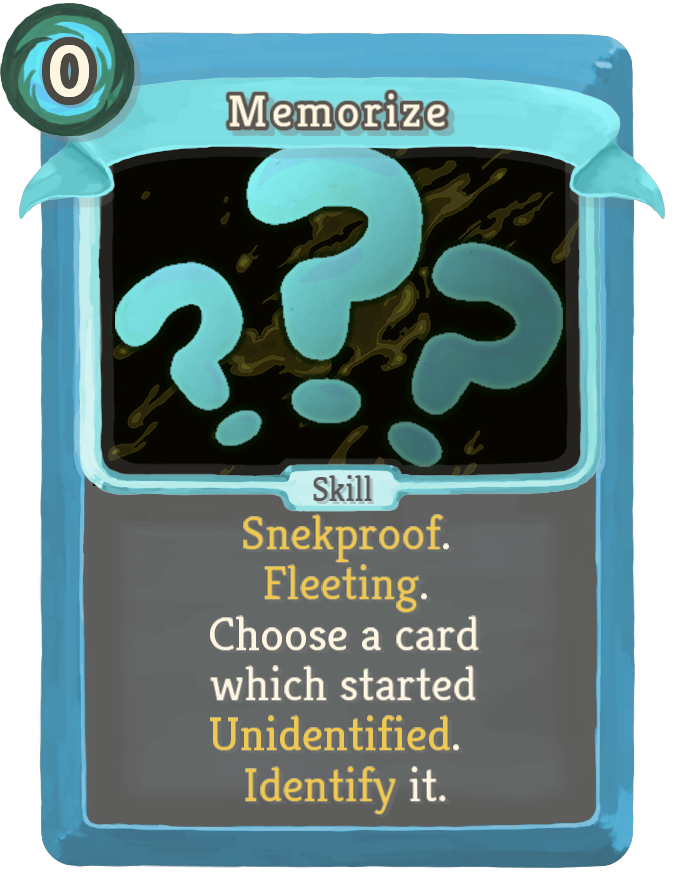 0
Memorize
Skill
Snekproof.
Fleeting.
Choose a card
which started
Unidentified.
Identify it.